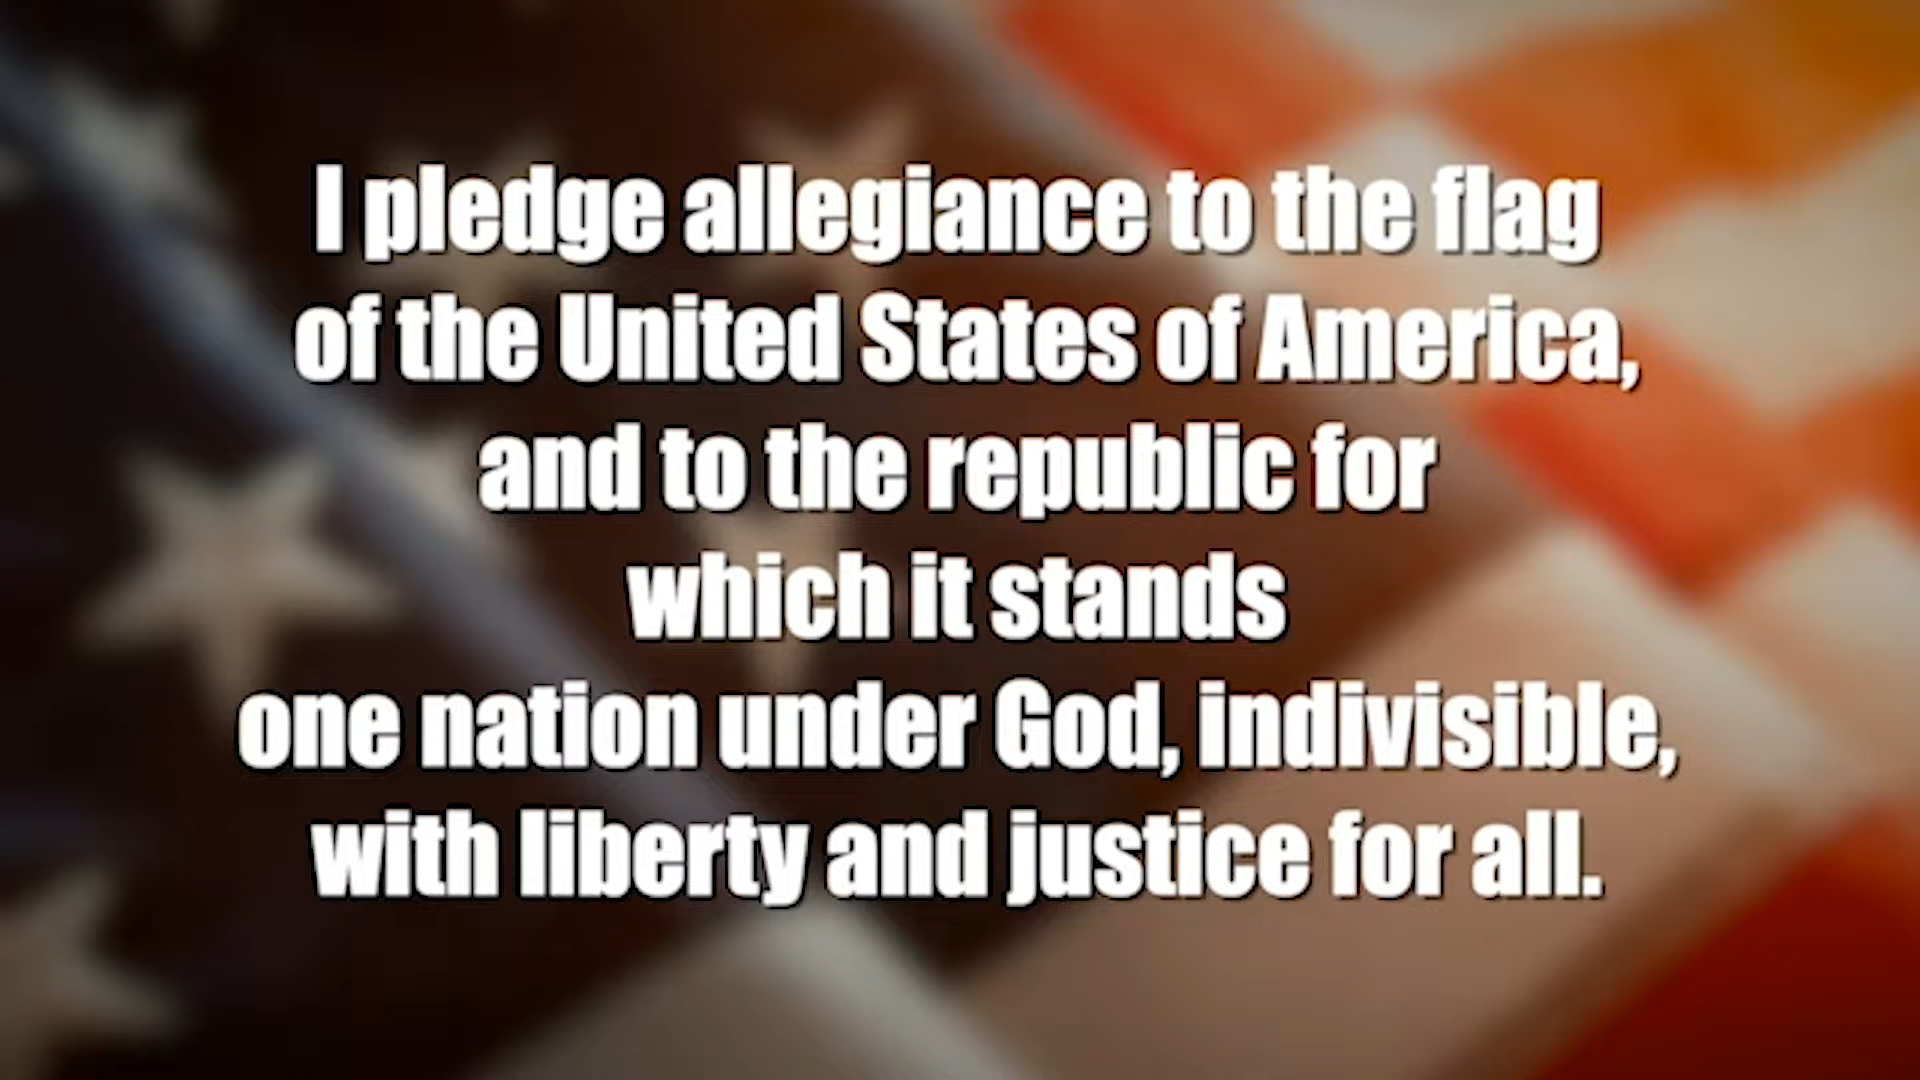 I pledge allegiance to the flag
of the United States of America,
and to the republic for
which it stands
one nation under God, indivisible,
with liberty and justice for all.